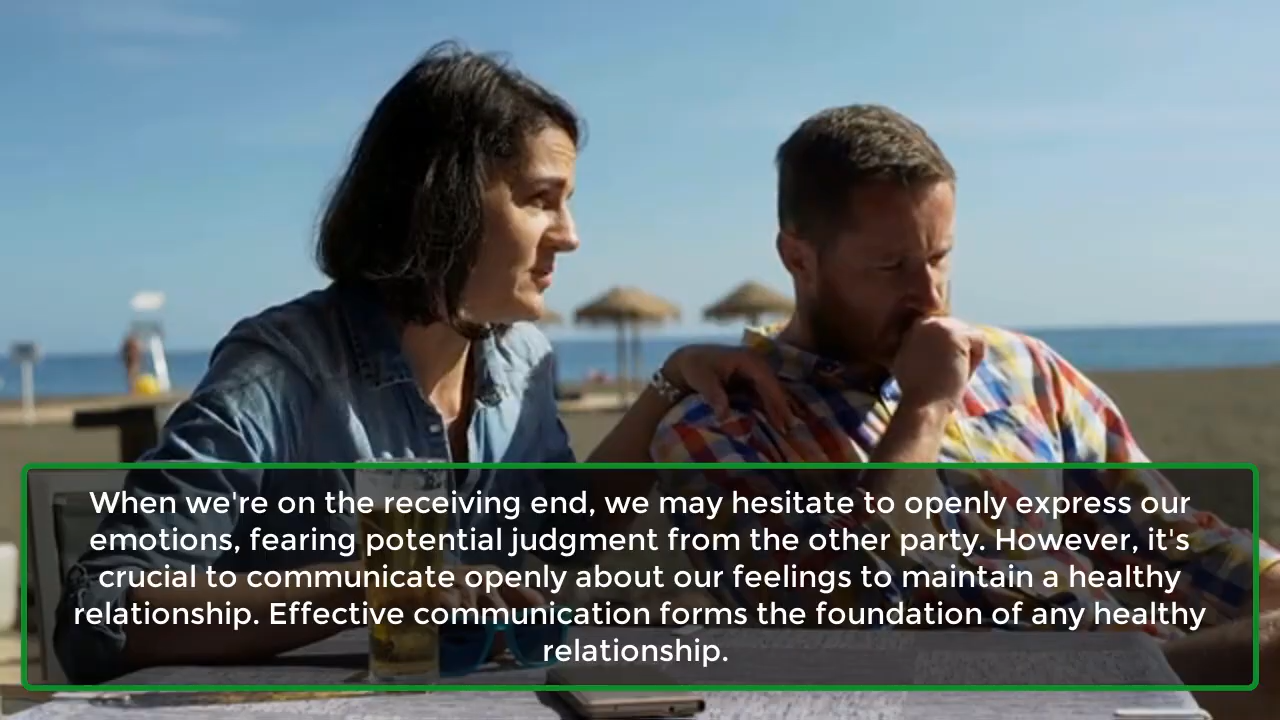 When we're on the receiving end, we may hesitate to openly express our
emotions, fearing potential judgment from the other party. However, it's
crucial to communicate openly about our feelings to maintain a healthy
relationship. Effective communication forms the foundation of any healthy
relationship.